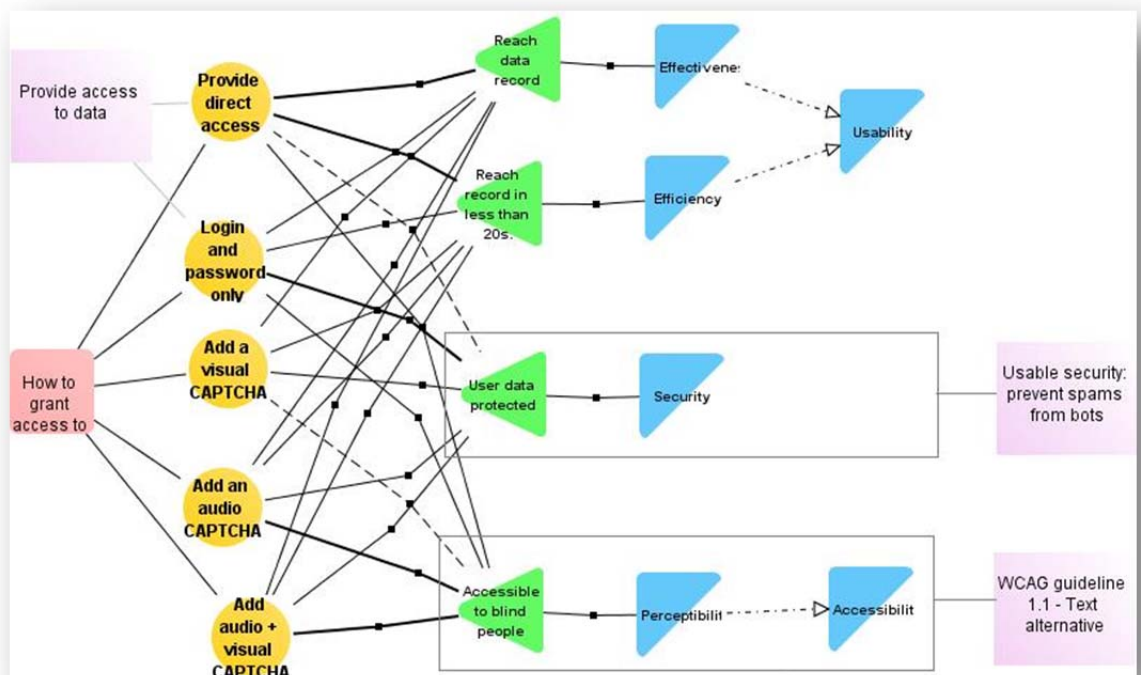 Provide access
to data
Provide
direct
access
Login
and
password
only
Add a
visual
CAPTCHA
Add an
audio
CAPTCHA
Add
audio +
visual
CAPTCHA
How to
grant
access to
Reach
data
record
Reach
record in
less than
20s.
User data
protected
Accessible
to blind
people
Effectivenes
Efficiency
Usability
Security
Perceptibilit
Accessibilit
Usable security:
prevent spams
from bots
WCAG guideline
1.1 - Text
alternative